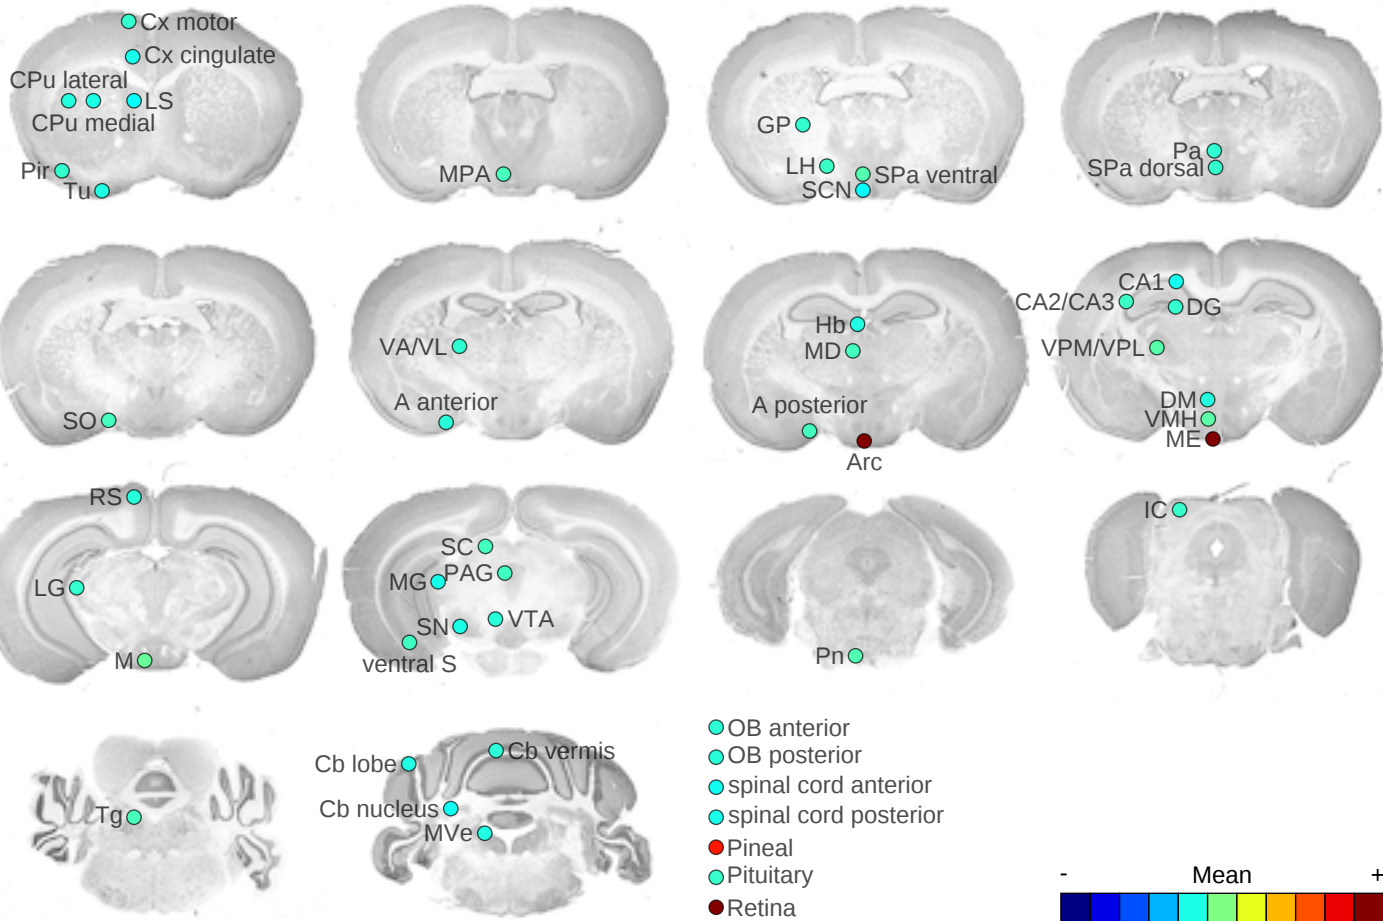 Cx motor
Cx cingulate
CPu lateral
LS
CPu medial
Pir
Tu
MPA
GP
LH
SPa ventral
SCN
Pa
SPa dorsal
SO
VA/VL
A anterior
Hb
MD
A posterior
Arc
CA1
CA2/CA3
DG
VPM/VPL
DM
VMH
ME
RS
LG
M
SC
PAG
MG
VTA
SN
ventral S
Pn
IC
Tg
Cb lobe
Cb vermis
Cb nucleus
MVe
OB anterior
OB posterior
spinal cord anterior
spinal cord posterior
Pineal
Pituitary
Retina
- Mean +